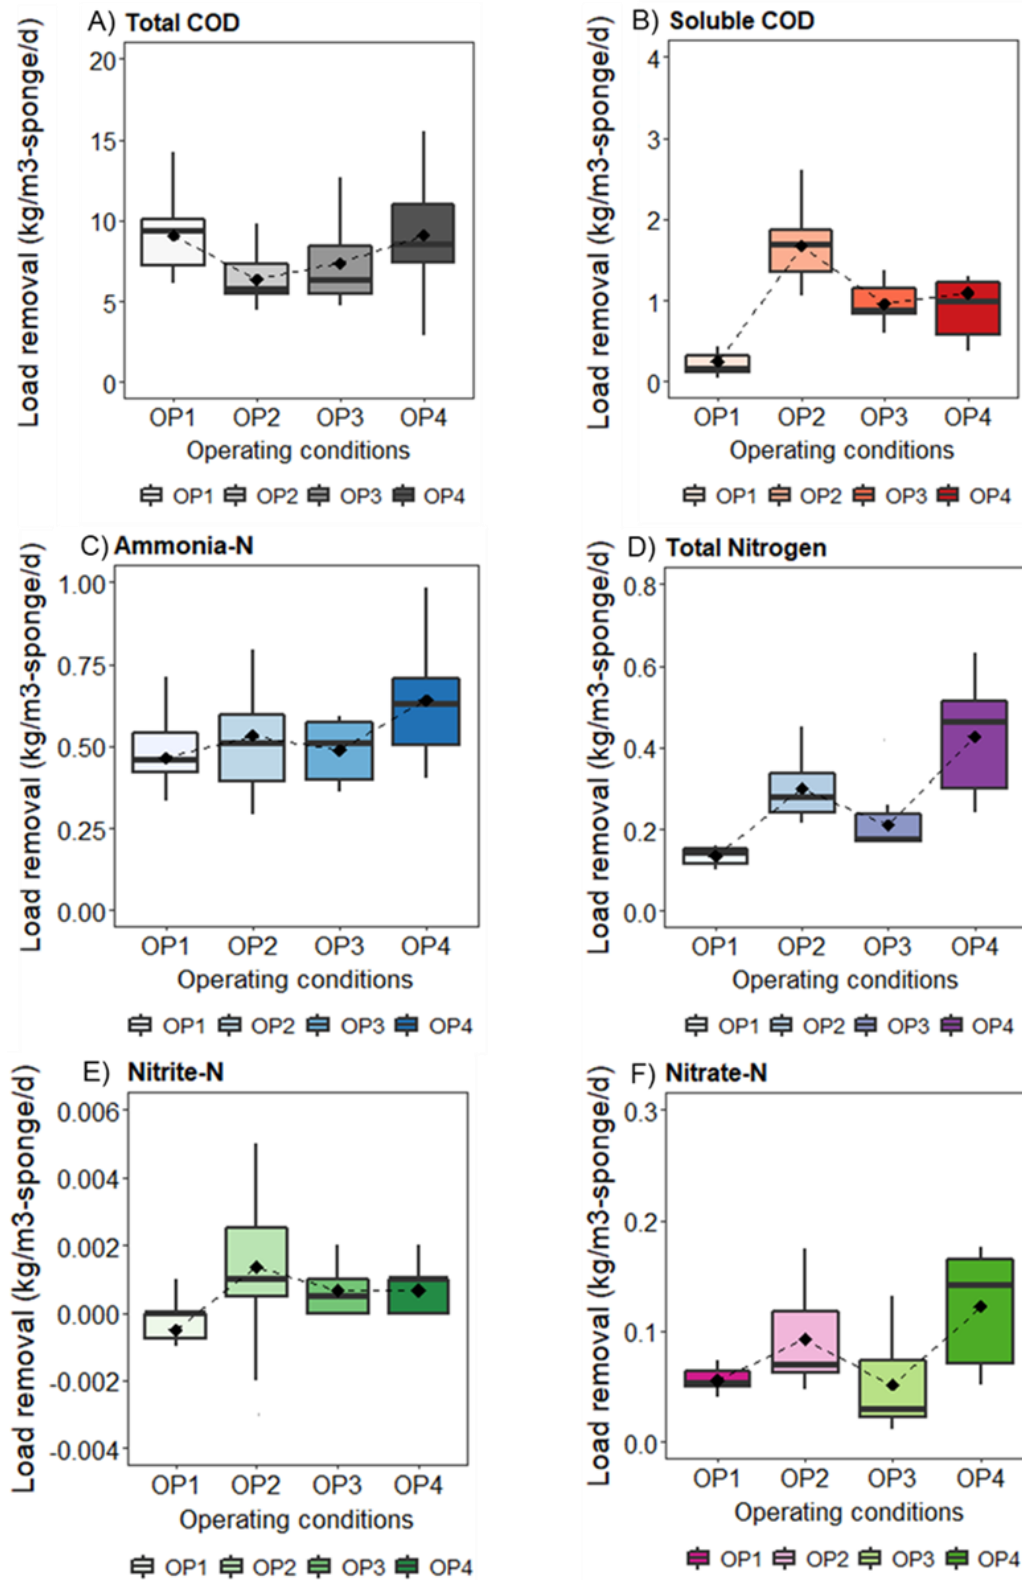 A) Total COD
Load removal (kg/m3-sponge/d)
20
15
10
5
0
OP1 OP2 OP3 OP4
Operating conditions
OP1 OP2 OP3 OP4
B) Soluble COD
Load removal (kg/m3-sponge/d)
4
3
2
1
0
OP1 OP2 OP3 OP4
Operating conditions
OP1 OP2 OP3 OP4
C) Ammonia-N
Load removal (kg/m3-sponge/d)
1.00
0.75
0.50
0.25
0.00
OP1 OP2 OP3 OP4
Operating conditions
OP1 OP2 OP3 OP4
D) Total Nitrogen
Load removal (kg/m3-sponge/d)
0.8
0.6
0.4
0.2
0.0
OP1 OP2 OP3 OP4
Operating conditions
OP1 OP2 OP3 OP4
E) Nitrite-N
Load removal (kg/m3-sponge/d)
0.006
0.004
0.002
0.000
-0.002
-0.004
OP1 OP2 OP3 OP4
Operating conditions
OP1 OP2 OP3 OP4
F) Nitrate-N
Load removal (kg/m3-sponge/d)
0.3
0.2
0.1
0.0
OP1 OP2 OP3 OP4
Operating conditions
OP1 OP2 OP3 OP4